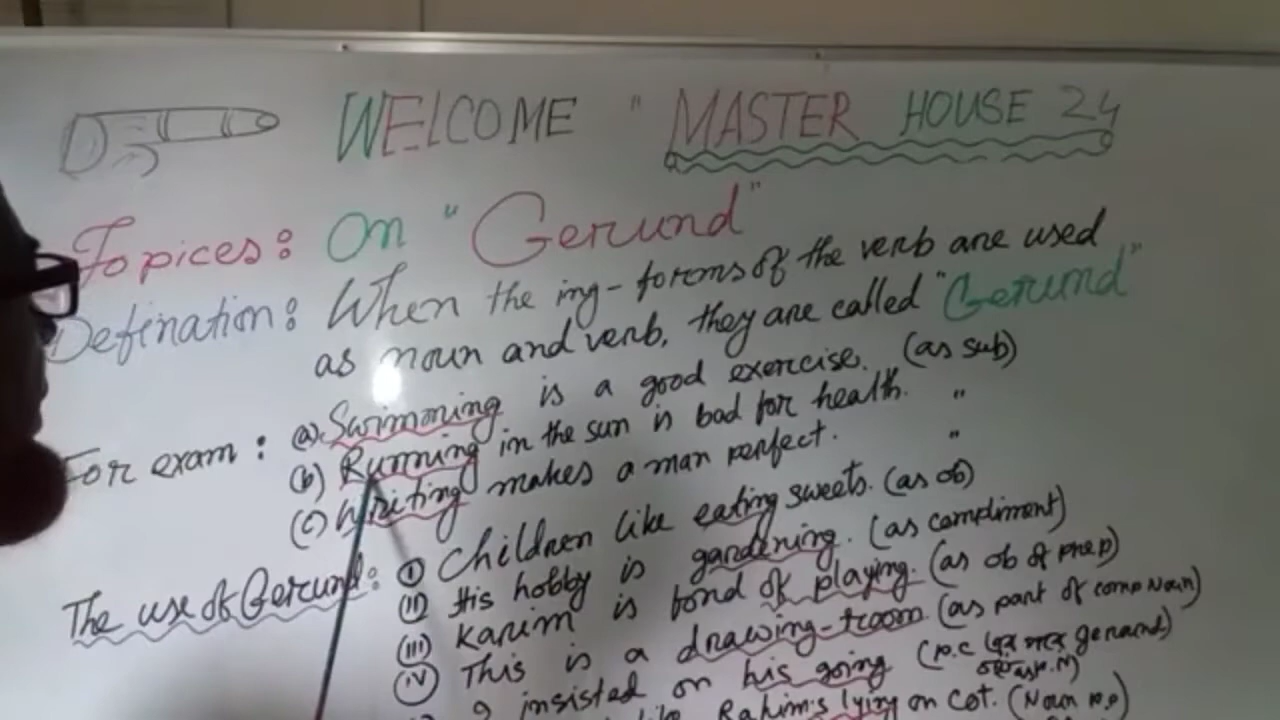 WELCOME "MASTER HOUSE 24
Topices: On "Gerund"
Defination: When the ing-forms of the verb are used
as noun and verb, they are called "Gerund"
For exam: (a) Swimming is a good exercise. (as sub)
(b) Running in the sun is bad for health. "
(c) Writing makes a man perfect. "
The use of Gerund: (I) Children like eating sweets. (as ob)
(II) His hobby is gardening. (as compliment)
(III) Karim is fond of playing. (as ob of prep)
(IV) This is a drawing-room (as part of comp Noun)
I insisted on his going (P.C এর পরে gerand)
Rahim's lying on cot. (Noun